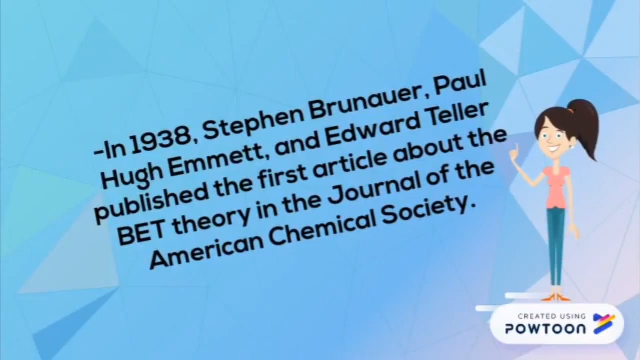 -In 1938, Stephen Brunauer, Paul
Hugh Emmett, and Edward Teller
published the first article about the
BET theory in the Journal of the
American Chemical Society.
CREATED USING
POWTOON